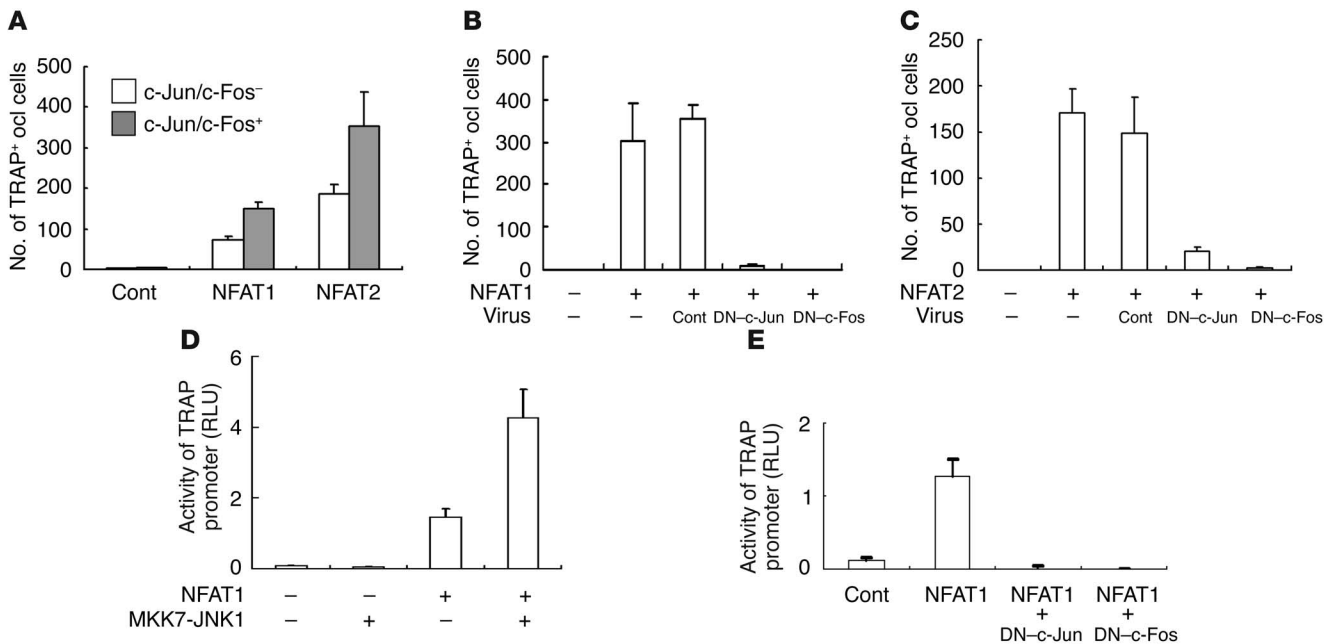 A
No. of TRAP⁺ ocl cells
500
400
300
200
100
0
c-Jun/c-Fos⁻
c-Jun/c-Fos⁺
Cont NFAT1 NFAT2
B
No. of TRAP⁺ ocl cells
500
400
300
200
100
0
NFAT1 – + + + +
Virus – – Cont DN–c-Jun DN–c-Fos
C
No. of TRAP⁺ ocl cells
250
200
150
100
50
0
NFAT2 – + + + +
Virus – – Cont DN–c-Jun DN–c-Fos
D
Activity of TRAP
promoter (RLU)
6
4
2
0
NFAT1 – – + +
MKK7-JNK1 – + – +
E
Activity of TRAP
promoter (RLU)
2
1
0
Cont NFAT1 NFAT1 NFAT1
+ +
DN–c-Jun DN–c-Fos